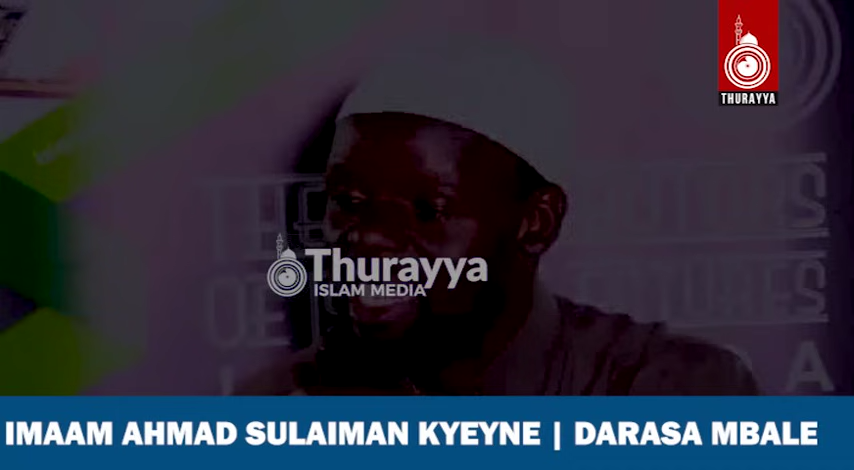 THURAYYA
Thurayya
ISLAM MEDIA
IMAAM AHMAD SULAIMAN KYEYNE | DARASA MBALE